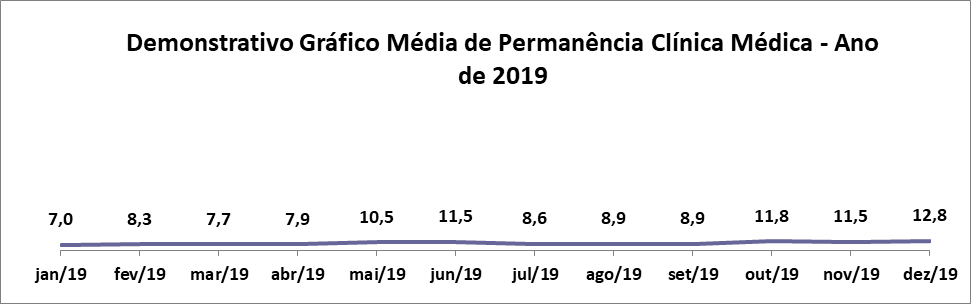 Demonstrativo Gráfico Média de Permanência Clínica Médica - Ano
de 2019
7,0 8,3 7,7 7,9 10,5 11,5 8,6 8,9 8,9 11,8 11,5 12,8
jan/19 fev/19 mar/19 abr/19 mai/19 jun/19 jul/19 ago/19 set/19 out/19 nov/19 dez/19